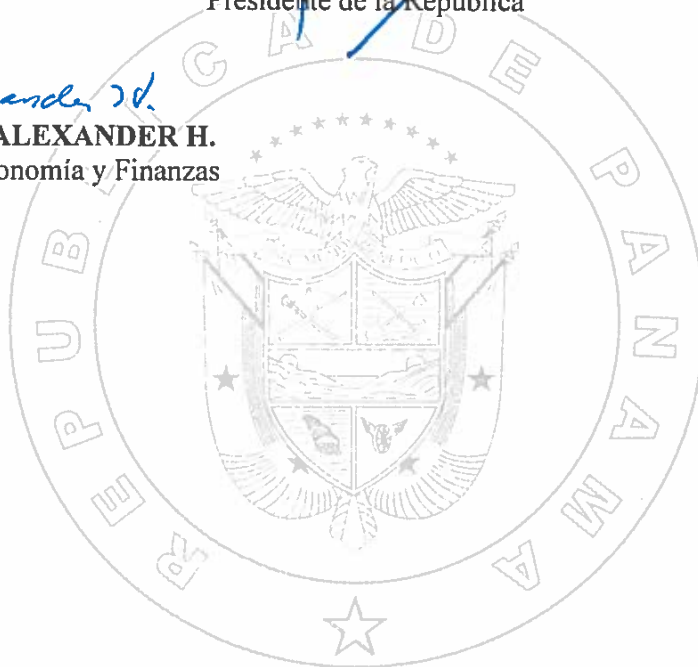 Presidente de la República
ALEXANDER H.
onomía y Finanzas
REPUBLICA DE PANAMA